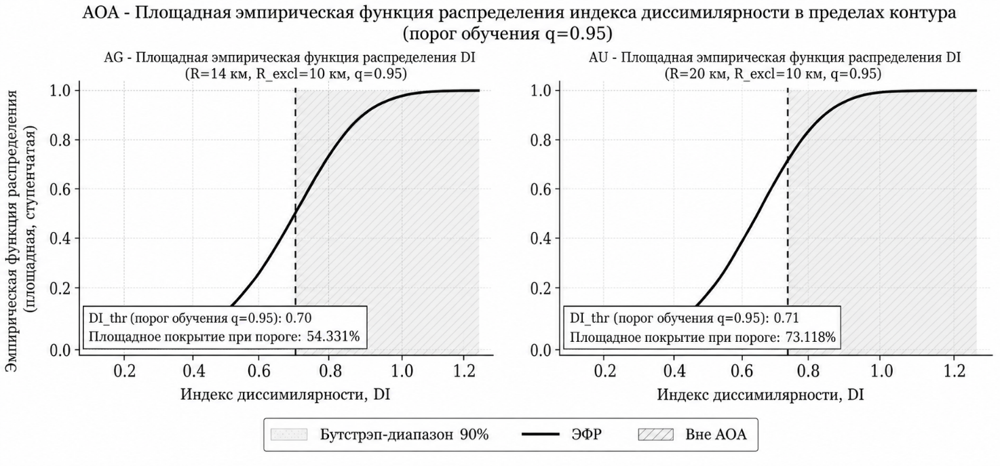 АОА - Площадная эмпирическая функция распределения индекса диссимилярности в пределах контура
(порог обучения q=0.95)
AG - Площадная эмпирическая функция распределения DI
(R=14 км, R_excl=10 км, q=0.95)
AU - Площадная эмпирическая функция распределения DI
(R=20 км, R_excl=10 км, q=0.95)
Эмпирическая функция распределения
(площадная, ступенчатая)
1.0
0.8
0.6
0.4
0.2
0.0
DI_thr (порог обучения q=0.95): 0.70
Площадное покрытие при пороге: 54.331%
0.2 0.4 0.6 0.8 1.0 1.2
Индекс диссимилярности, DI
1.0
0.8
0.6
0.4
0.2
0.0
DI_thr (порог обучения q=0.95): 0.71
Площадное покрытие при пороге: 73.118%
0.2 0.4 0.6 0.8 1.0 1.2
Индекс диссимилярности, DI
Бутстрэп-диапазон 90% ЭФР Вне АОА